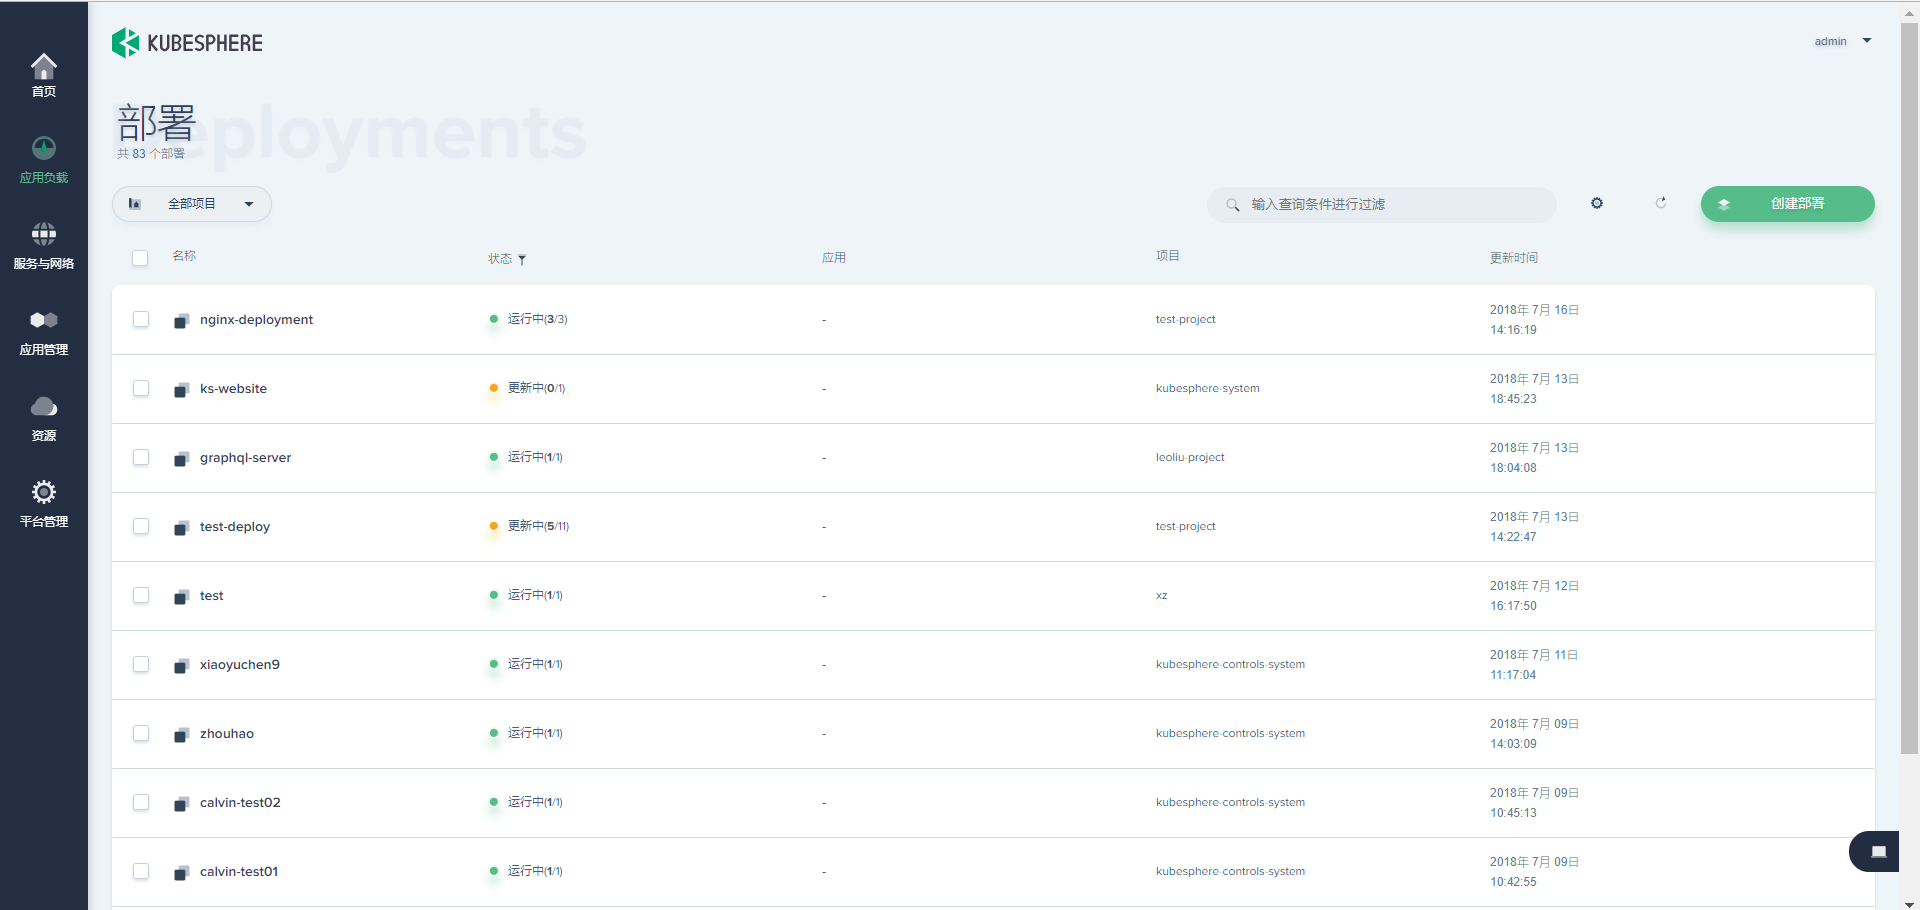 KUBESPHERE
admin
首页
应用负载
服务与网络
应用管理
资源
平台管理
部署
Deployments
共 83 个部署
全部项目
输入查询条件进行过滤
创建部署
名称 状态 应用 项目 更新时间
nginx-deployment 运行中(3/3) - test-project 2018年 7月 16日
14:16:19
ks-website 更新中(0/1) - kubesphere-system 2018年 7月 13日
18:45:23
graphql-server 运行中(1/1) - leoliu-project 2018年 7月 13日
18:04:08
test-deploy 更新中(5/11) - test-project 2018年 7月 13日
14:22:47
test 运行中(1/1) - xz 2018年 7月 12日
16:17:50
xiaoyuchen9 运行中(1/1) - kubesphere-controls-system 2018年 7月 11日
11:17:04
zhouhao 运行中(1/1) - kubesphere-controls-system 2018年 7月 09日
14:03:09
calvin-test02 运行中(1/1) - kubesphere-controls-system 2018年 7月 09日
10:45:13
calvin-test01 运行中(1/1) - kubesphere-controls-system 2018年 7月 09日
10:42:55